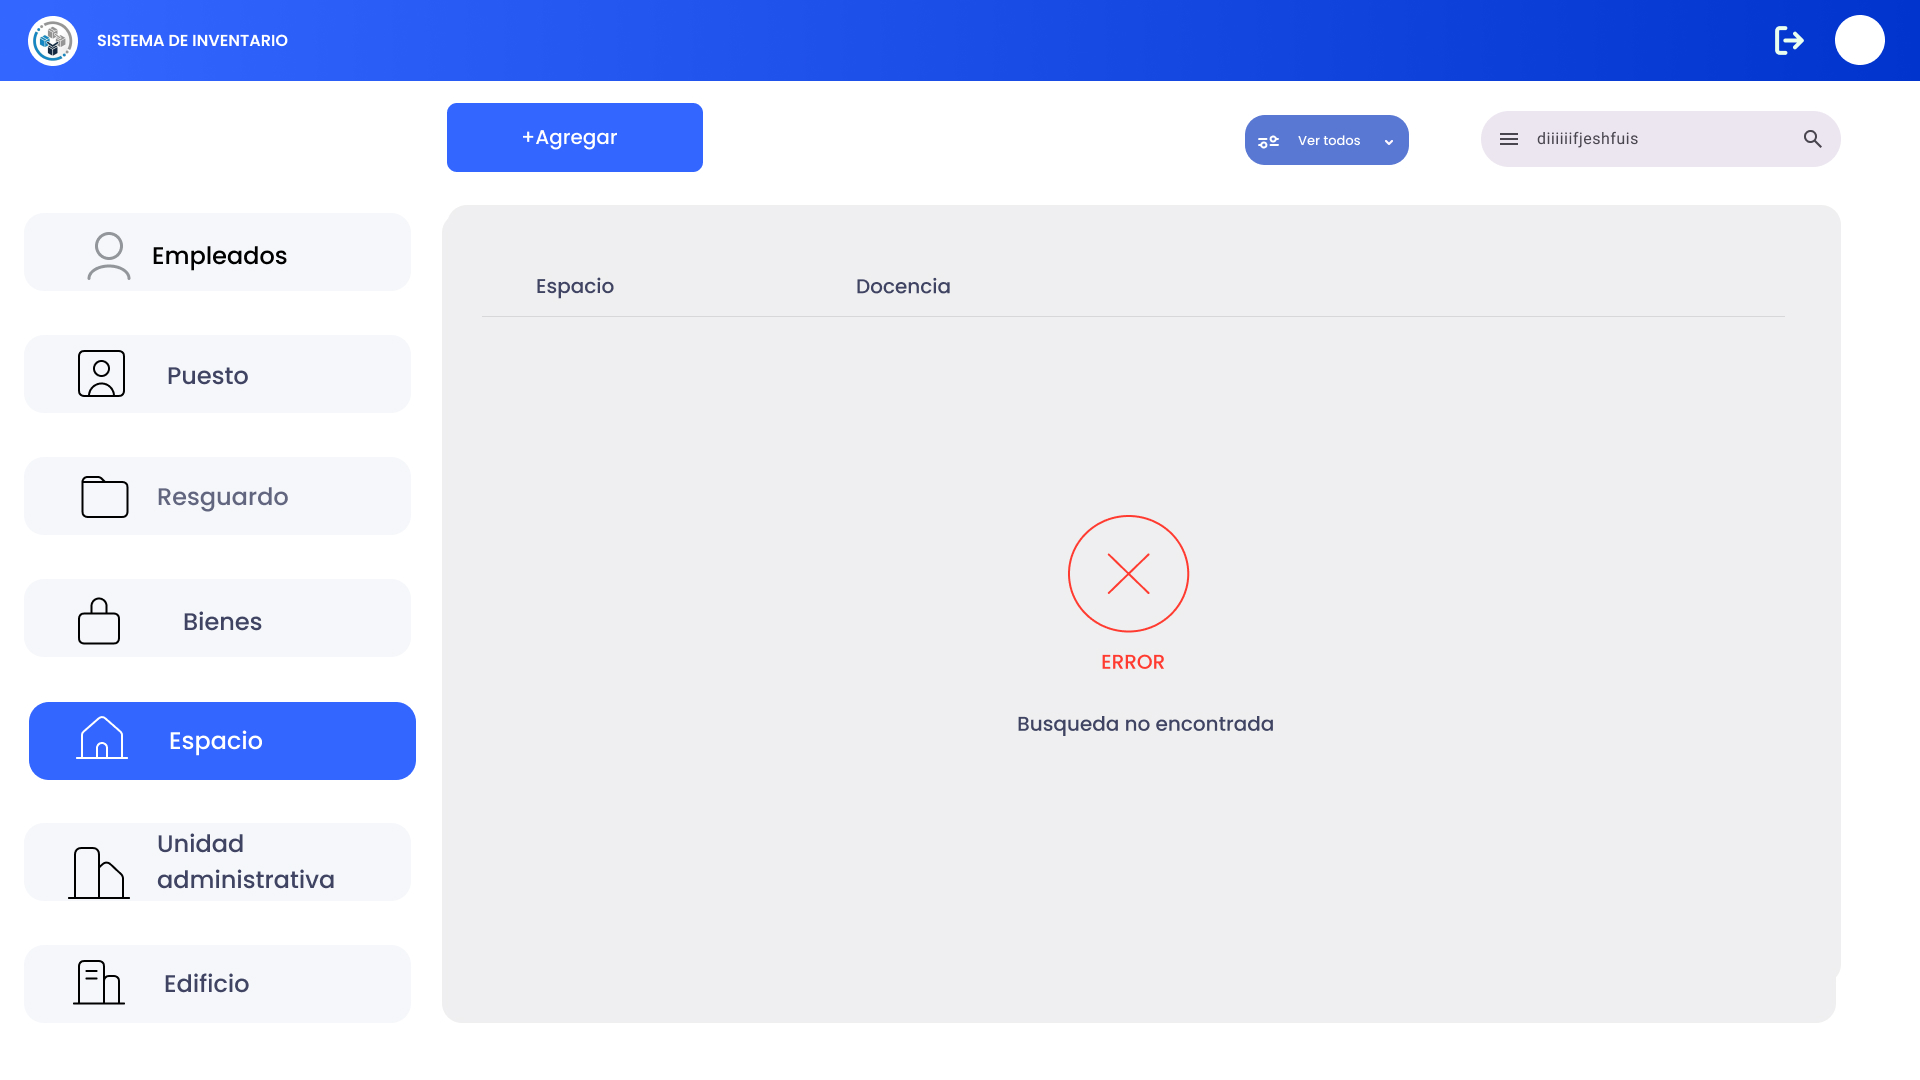 SISTEMA DE INVENTARIO
+Agregar
Ver todos
diiiiiifjeshfuis
Empleados
Puesto
Resguardo
Bienes
Espacio
Unidad
administrativa
Edificio
Espacio Docencia
ERROR
Busqueda no encontrada